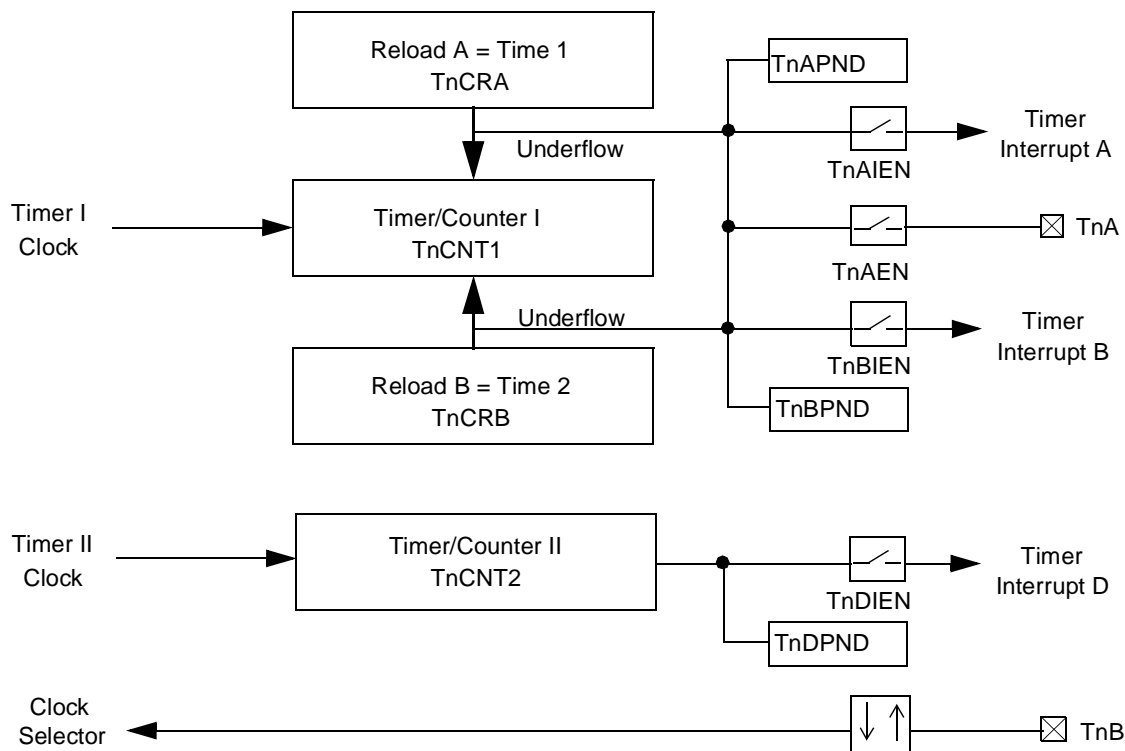 Reload A = Time 1
TnCRA
TnAPND
Underflow
TnAIEN
Timer
Interrupt A
Timer I
Clock
Timer/Counter I
TnCNT1
TnAEN
TnA
Underflow
TnBIEN
Timer
Interrupt B
Reload B = Time 2
TnCRB
TnBPND
Timer II
Clock
Timer/Counter II
TnCNT2
TnDIEN
Timer
Interrupt D
TnDPND
Clock
Selector
TnB